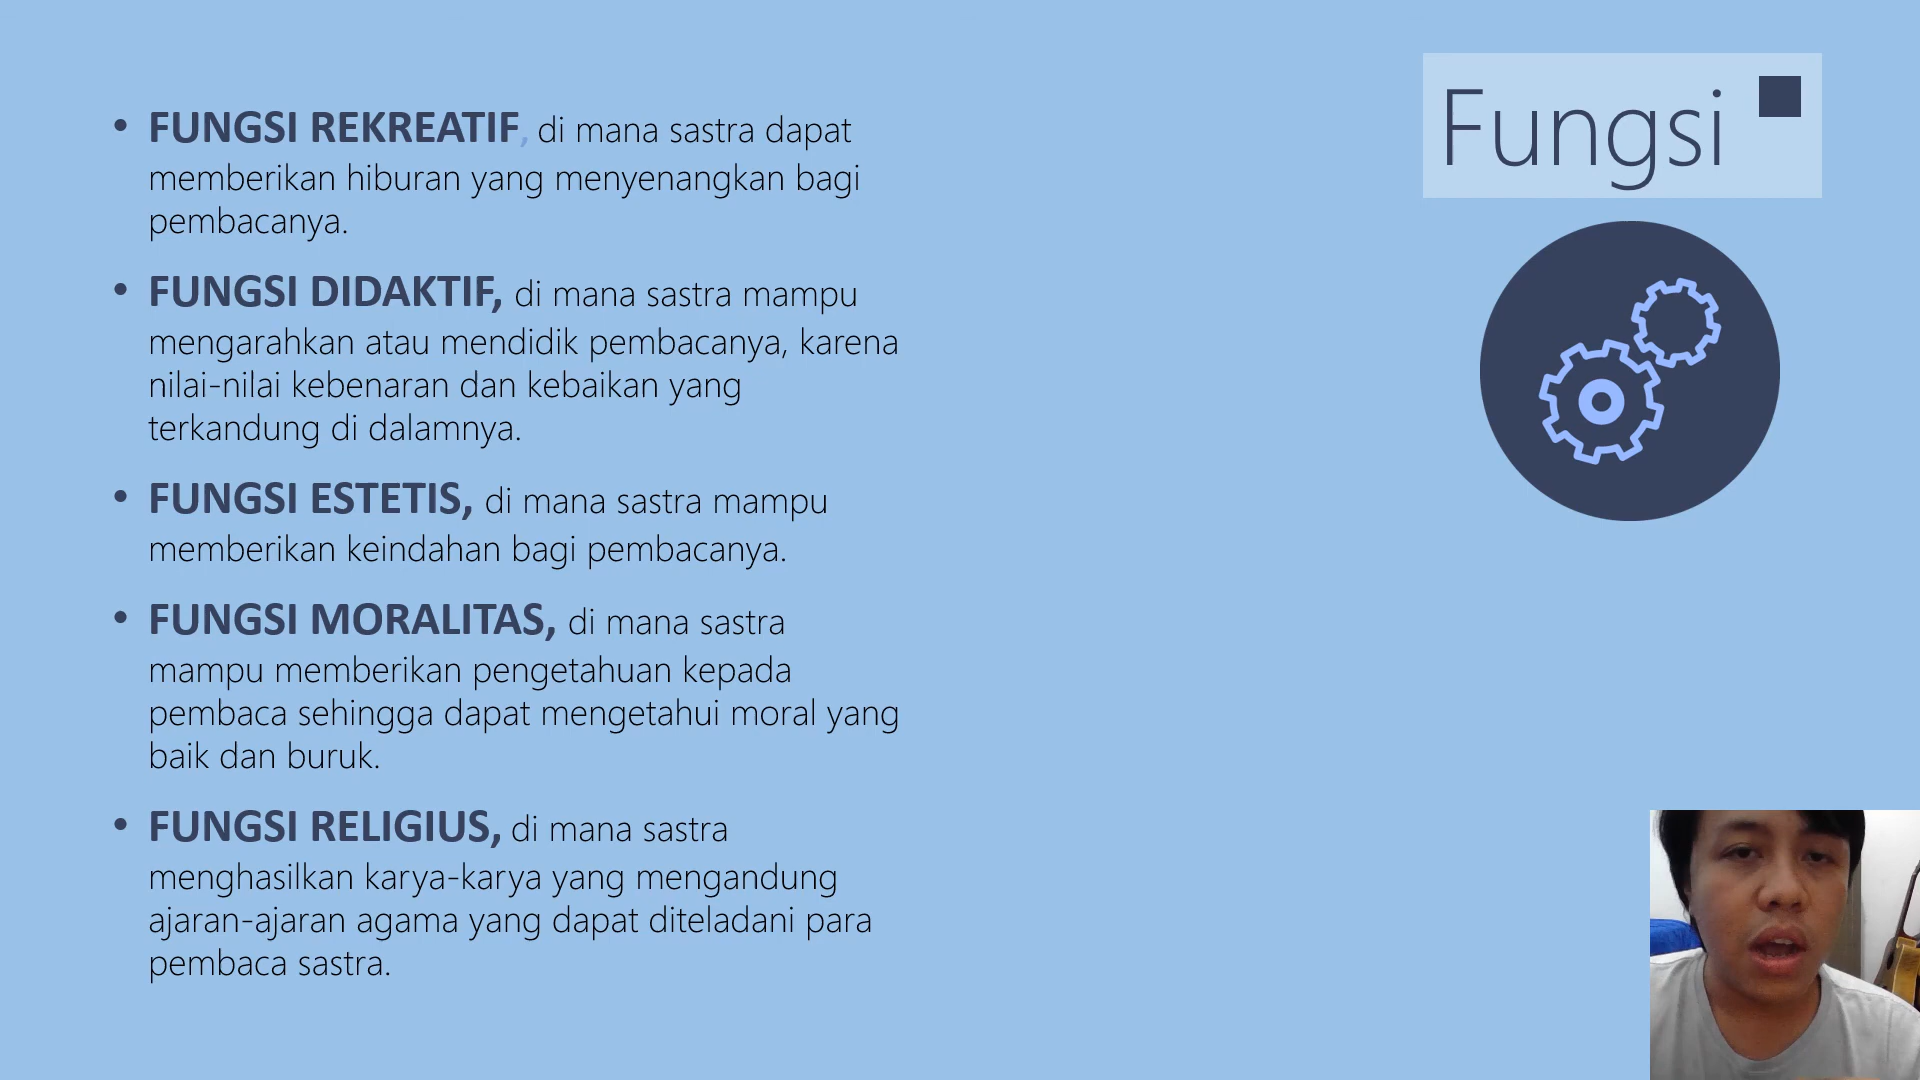 Fungsi
• FUNGSI REKREATIF, di mana sastra dapat
memberikan hiburan yang menyenangkan bagi
pembacanya.
• FUNGSI DIDAKTIF, di mana sastra mampu
mengarahkan atau mendidik pembacanya, karena
nilai-nilai kebenaran dan kebaikan yang
terkandung di dalamnya.
• FUNGSI ESTETIS, di mana sastra mampu
memberikan keindahan bagi pembacanya.
• FUNGSI MORALITAS, di mana sastra
mampu memberikan pengetahuan kepada
pembaca sehingga dapat mengetahui moral yang
baik dan buruk.
• FUNGSI RELIGIUS, di mana sastra
menghasilkan karya-karya yang mengandung
ajaran-ajaran agama yang dapat diteladani para
pembaca sastra.